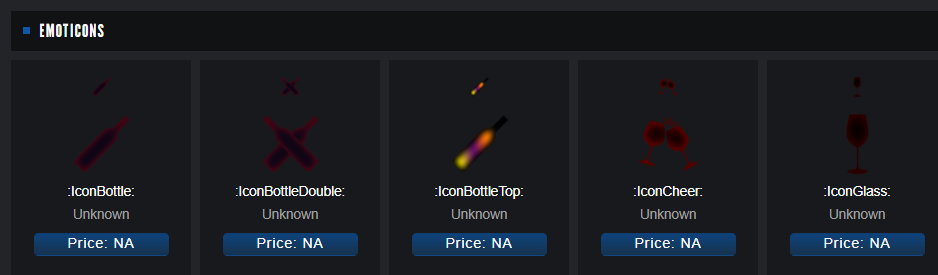 EMOTICONS
:IconBottle: :IconBottleDouble: :IconBottleTop: :IconCheer: :IconGlass:
Unknown Unknown Unknown Unknown Unknown
Price: NA Price: NA Price: NA Price: NA Price: NA